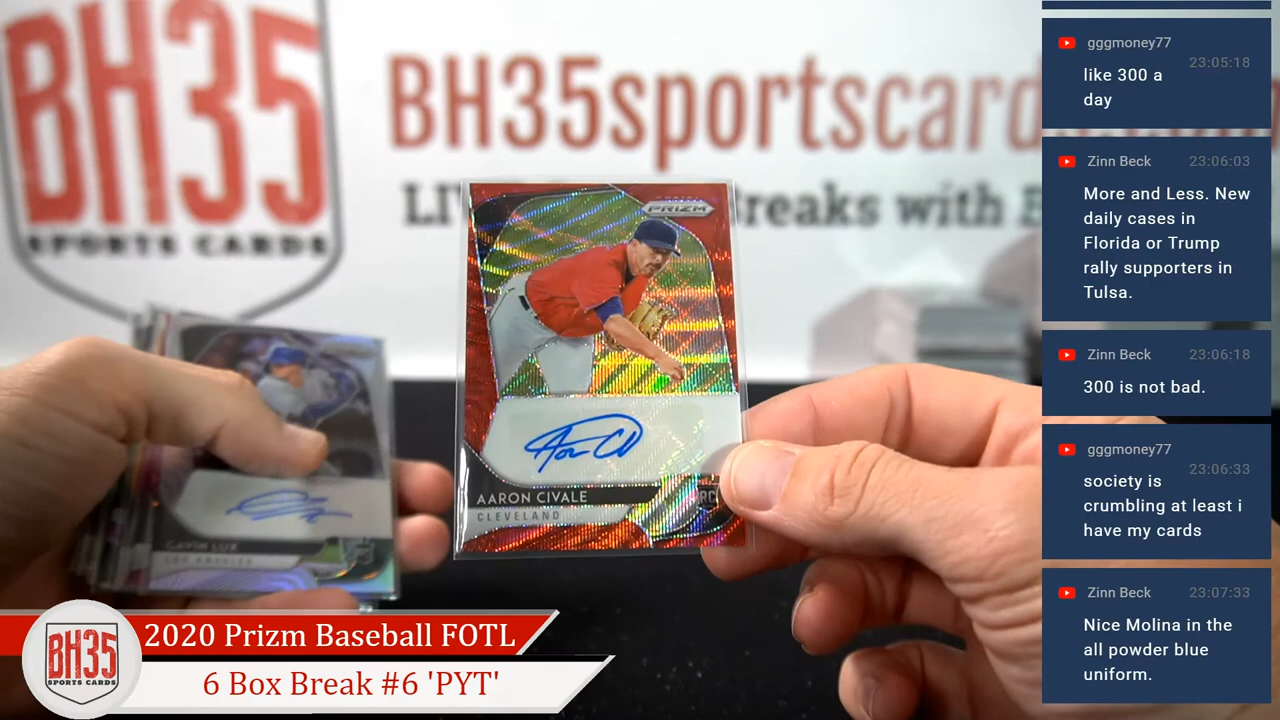 BH35
SPORTS CARDS
BH35sportscard
LI
reaks with
PRIZM
AARON CIVALE
CLEVELAND
RC
GAVIN LUX
LOS ANGELES
BH35
SPORTS CARDS
2020 Prizm Baseball FOTL
6 Box Break #6 'PYT'
gggmoney77
23:05:18
like 300 a
day
Zinn Beck 23:06:03
More and Less. New
daily cases in
Florida or Trump
rally supporters in
Tulsa.
Zinn Beck 23:06:18
300 is not bad.
gggmoney77
23:06:33
society is
crumbling at least i
have my cards
Zinn Beck 23:07:33
Nice Molina in the
all powder blue
uniform.